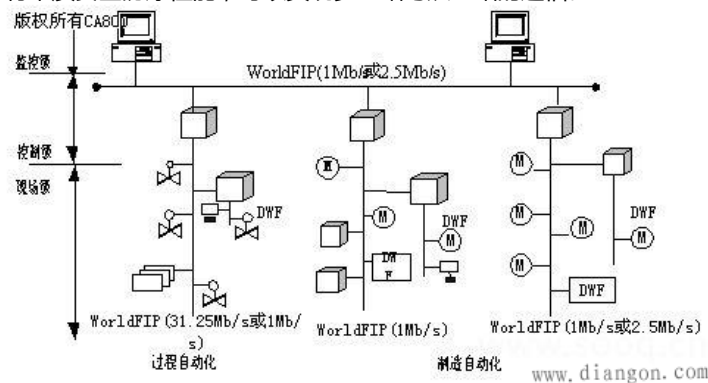 版权所有CA800
监控级
WorldFIP(1Mb/s或2.5Mb/s)
控制级
现场级
DWF
M
M
DWF
M
DW
F
M
M
M
M
DWF
M
DWF
WorldFIP(31.25Mb/s或1Mb/
s)
WorldFIP(1Mb/s)
WorldFIP(1Mb/s或2.5Mb/s)
过程自动化
制造自动化
www.diangon.com